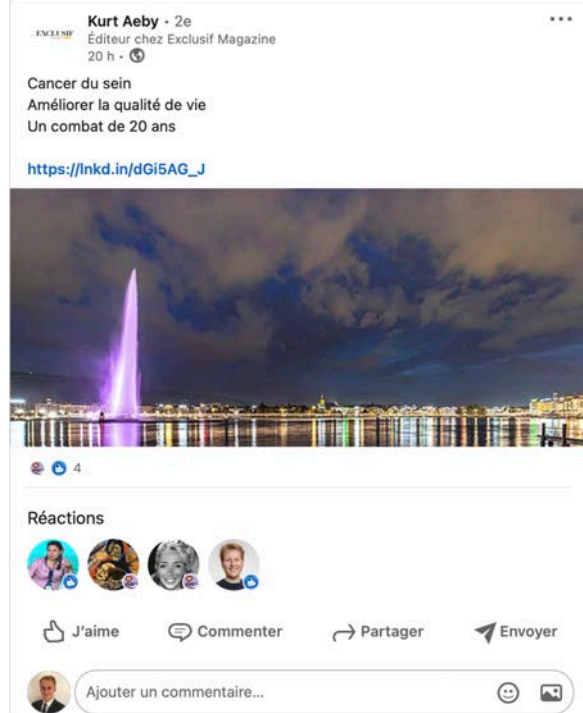 EXCLUSIF
Kurt Aeby • 2e
Éditeur chez Exclusif Magazine
20 h •
Cancer du sein
Améliorer la qualité de vie
Un combat de 20 ans
https://lnkd.in/dGi5AG_J
4
Réactions
J'aime
Commenter
Partager
Envoyer
Ajouter un commentaire...